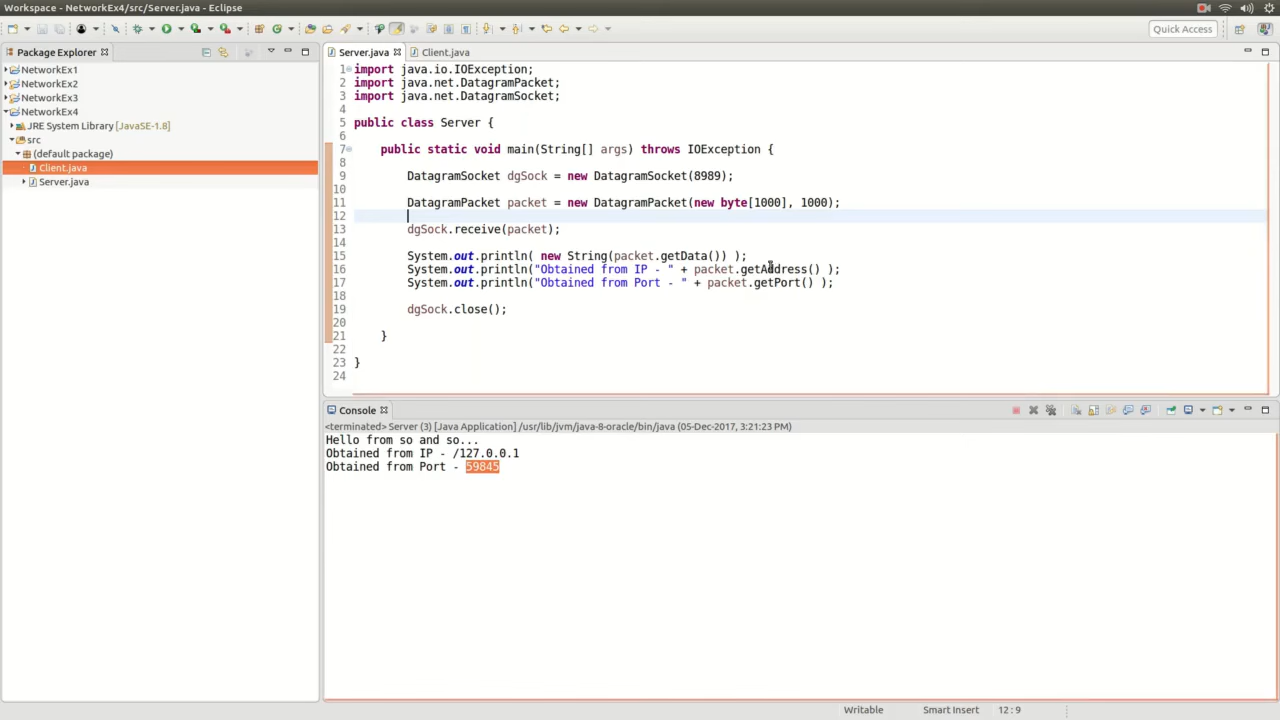 Workspace - NetworkEx4/src/Server.java - Eclipse
Quick Access
Package Explorer
NetworkEx1
NetworkEx2
NetworkEx3
NetworkEx4
JRE System Library [JavaSE-1.8]
src
(default package)
Client.java
Server.java
Server.java
Client.java
1 import java.io.IOException;
2 import java.net.DatagramPacket;
3 import java.net.DatagramSocket;
4
5 public class Server {
6
7 public static void main(String[] args) throws IOException {
8
9 DatagramSocket dgSock = new DatagramSocket(8989);
10
11 DatagramPacket packet = new DatagramPacket(new byte[1000], 1000);
12
13 dgSock.receive(packet);
14
15 System.out.println( new String(packet.getData()) );
16 System.out.println("Obtained from IP - " + packet.getAddress() );
17 System.out.println("Obtained from Port - " + packet.getPort() );
18
19 dgSock.close();
20
21 }
22
23 }
24
Console
<terminated> Server (3) [Java Application] /usr/lib/jvm/java-8-oracle/bin/java (05-Dec-2017, 3:21:23 PM)
Hello from so and so...
Obtained from IP - /127.0.0.1
Obtained from Port - 59845
Writable
Smart Insert
12:9